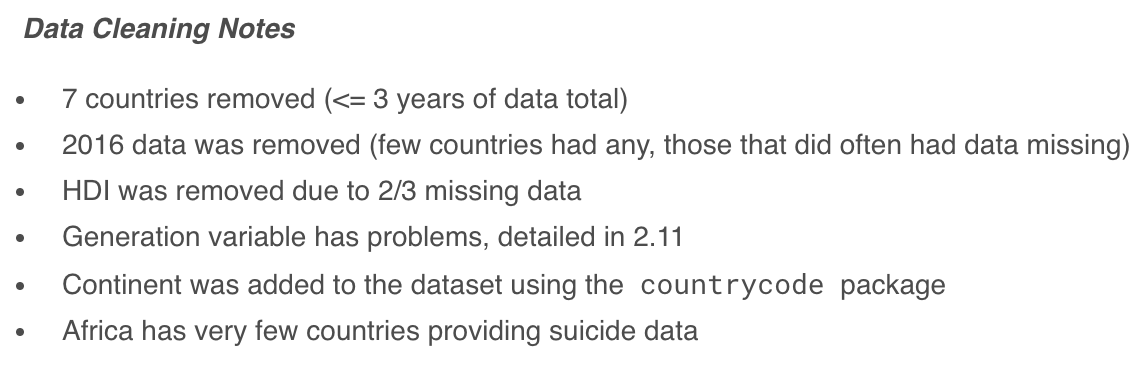 Data Cleaning Notes
• 7 countries removed (<= 3 years of data total)
• 2016 data was removed (few countries had any, those that did often had data missing)
• HDI was removed due to 2/3 missing data
• Generation variable has problems, detailed in 2.11
• Continent was added to the dataset using the countrycode package
• Africa has very few countries providing suicide data